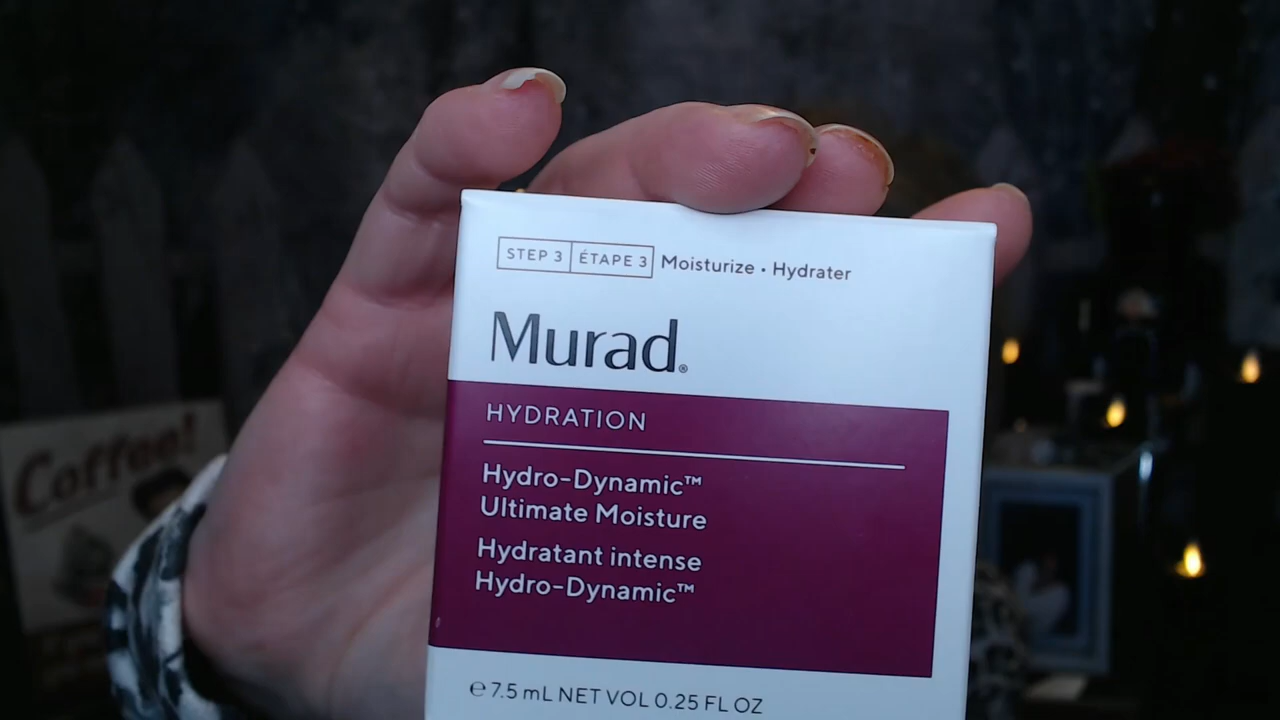 STEP 3 ÉTAPE 3 Moisturize • Hydrater
Murad®
HYDRATION
Hydro-Dynamic™
Ultimate Moisture
Hydratant intense
Hydro-Dynamic™
℮ 7.5 mL NET VOL 0.25 FL OZ
Coffee!